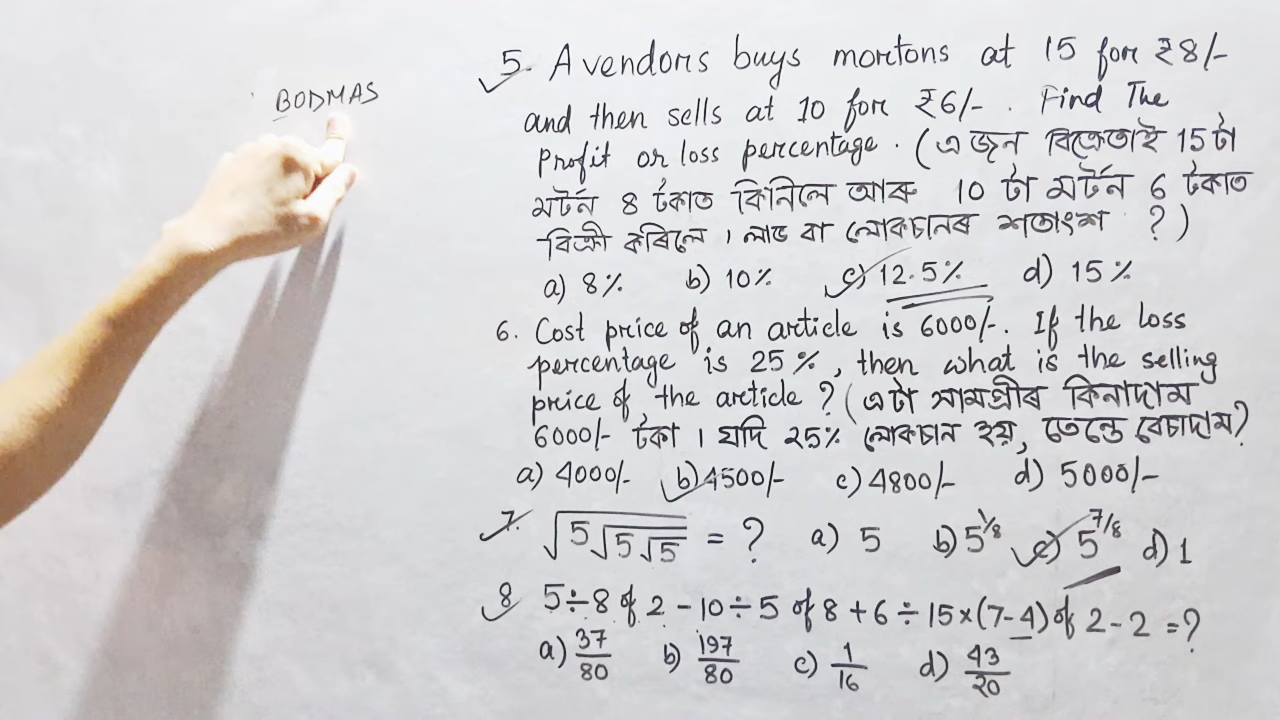 BODMAS
5. A vendors buys mortons at 15 for ₹8/-
and then sells at 10 for ₹6/-. Find The
Profit or loss percentage. (এজন বিক্ৰেতাই 15 টা
মৰ্টন 8 টকাত কিনিলে আৰু 10 টা মৰ্টন 6 টকাত
বিক্ৰী কৰিলে। লাভ বা লোকচানৰ শতাংশ ?)
a) 8% b) 10% c) 12.5% d) 15%
6. Cost price of an article is 6000/-. If the loss
percentage is 25%, then what is the selling
price of the article? (এটা সামগ্ৰীৰ কিনাদাম
6000/- টকা। যদি ২5% লোকচান হয়, তেন্তে বেচাদাম?
a) 4000/- b) 4500/- c) 4800/- d) 5000/-
7. √5√5√5 = ? a) 5 b) 5^1/8 c) 5^7/8 d) 1
8 5÷8 of 2 - 10÷5 of 8 + 6÷15×(7-4) of 2-2 = ?
a) 37/80 b) 197/80 c) 1/16 d) 43/20